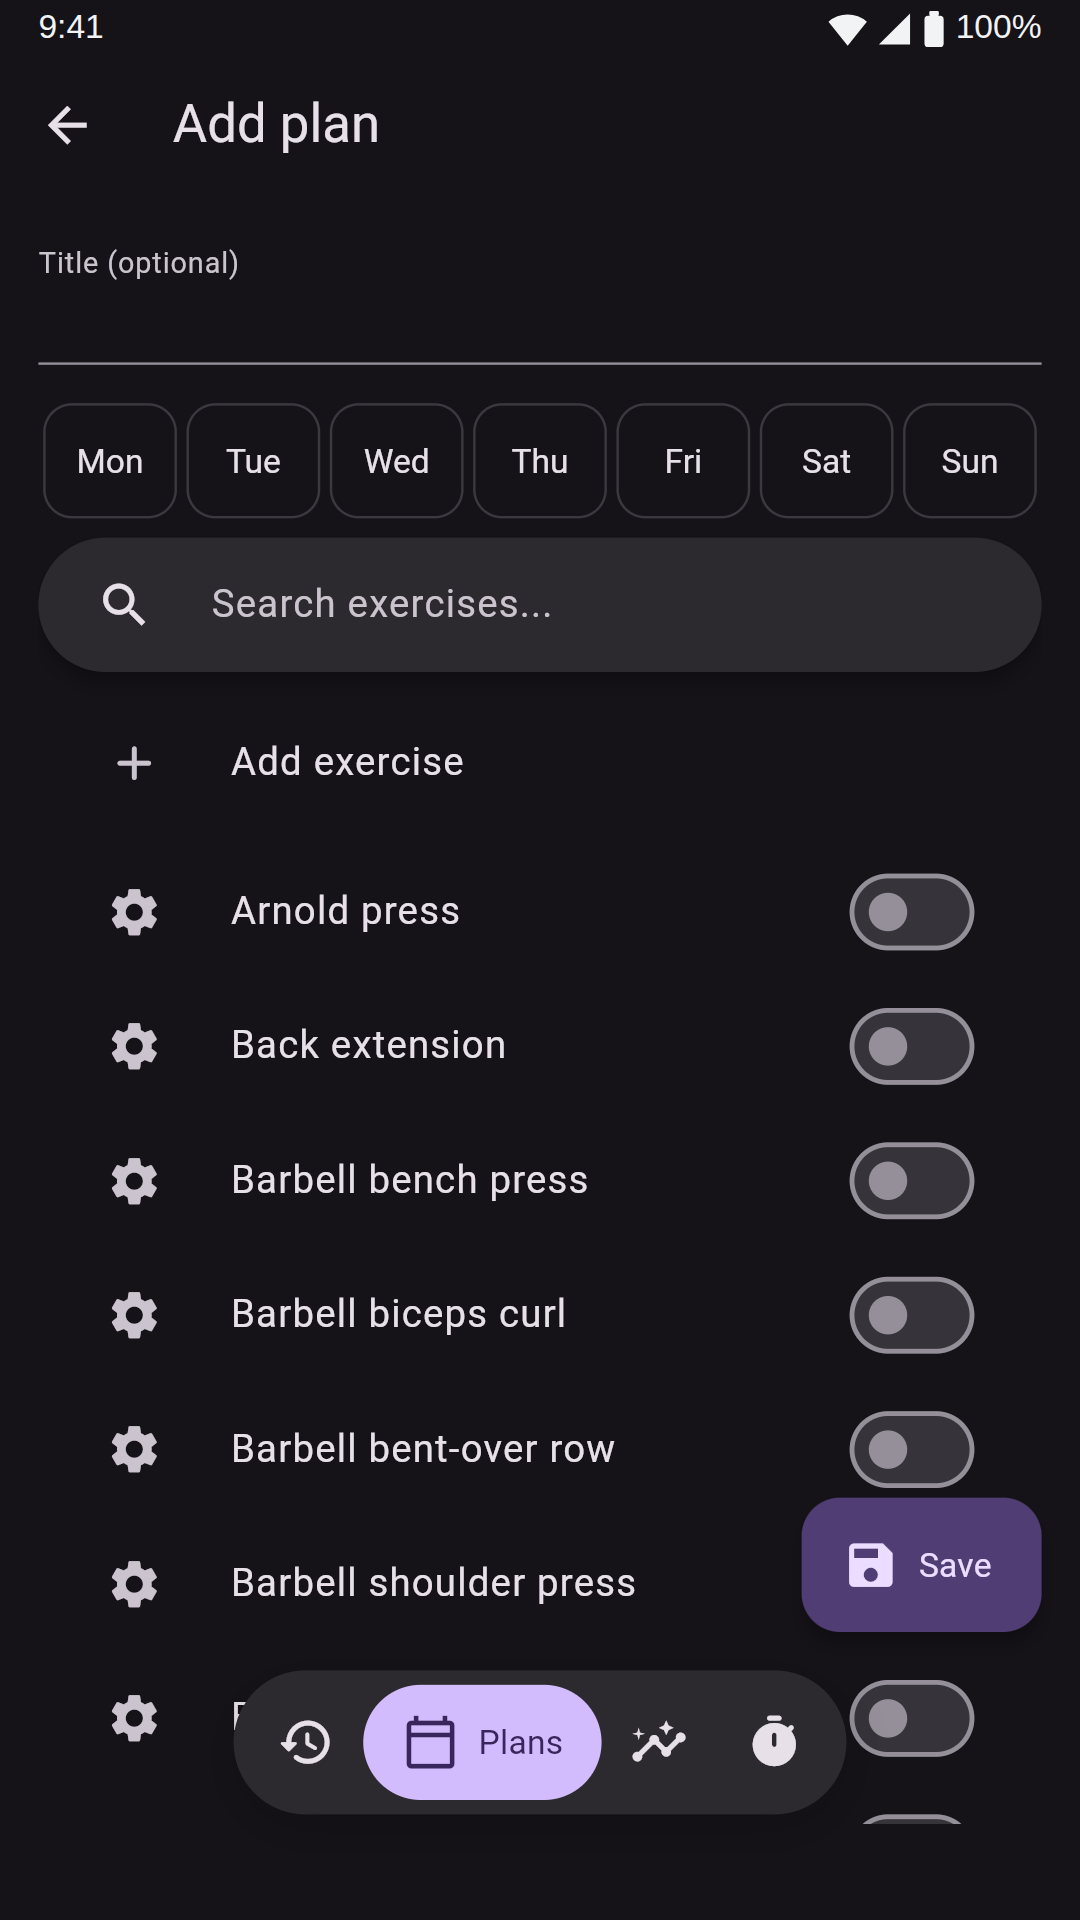 9:41
100%
Add plan
Title (optional)
Mon Tue Wed Thu Fri Sat Sun
Search exercises...
Add exercise
Arnold press
Back extension
Barbell bench press
Barbell biceps curl
Barbell bent-over row
Save
Barbell shoulder press
Plans